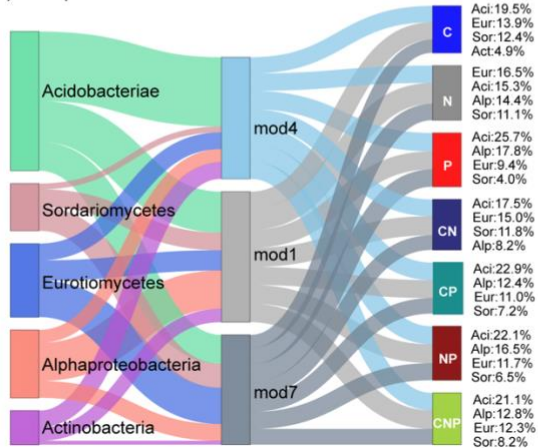 Acidobacteriae
Sordariomycetes
Eurotiomycetes
Alphaproteobacteria
Actinobacteria
mod4
mod1
mod7
C
Aci:19.5%
Eur:13.9%
Sor:12.4%
Act:4.9%
N
Eur:16.5%
Aci:15.3%
Alp:14.4%
Sor:11.1%
P
Aci:25.7%
Alp:17.8%
Eur:9.4%
Sor:4.0%
CN
Aci:17.5%
Eur:15.0%
Sor:11.8%
Alp:8.2%
CP
Aci:22.9%
Alp:12.4%
Eur:11.0%
Sor:7.2%
NP
Aci:22.1%
Alp:16.5%
Eur:11.7%
Sor:6.5%
CNP
Aci:21.1%
Alp:12.8%
Eur:12.3%
Sor:8.2%